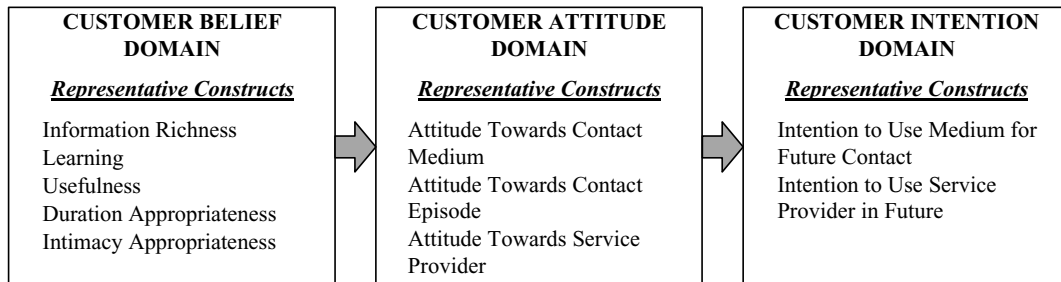 CUSTOMER BELIEF
DOMAIN
Representative Constructs
Information Richness
Learning
Usefulness
Duration Appropriateness
Intimacy Appropriateness
CUSTOMER ATTITUDE
DOMAIN
Representative Constructs
Attitude Towards Contact
Medium
Attitude Towards Contact
Episode
Attitude Towards Service
Provider
CUSTOMER INTENTION
DOMAIN
Representative Constructs
Intention to Use Medium for
Future Contact
Intention to Use Service
Provider in Future